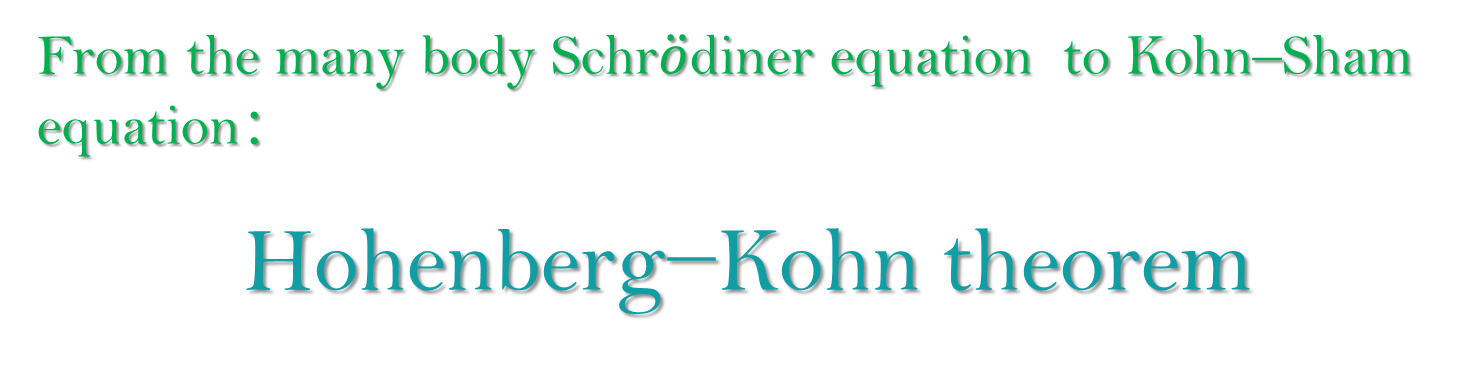 From the many body Schrödiner equation to Kohn–Sham
equation：
Hohenberg–Kohn theorem